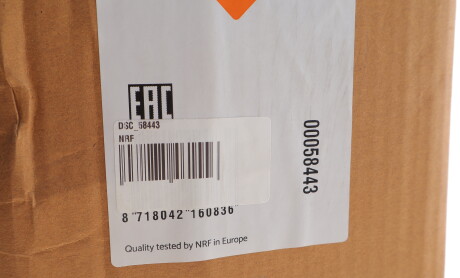 EAC
DSC_58443
NRF
8 "718042"160836"
00058443
Quality tested by NRF in Europe